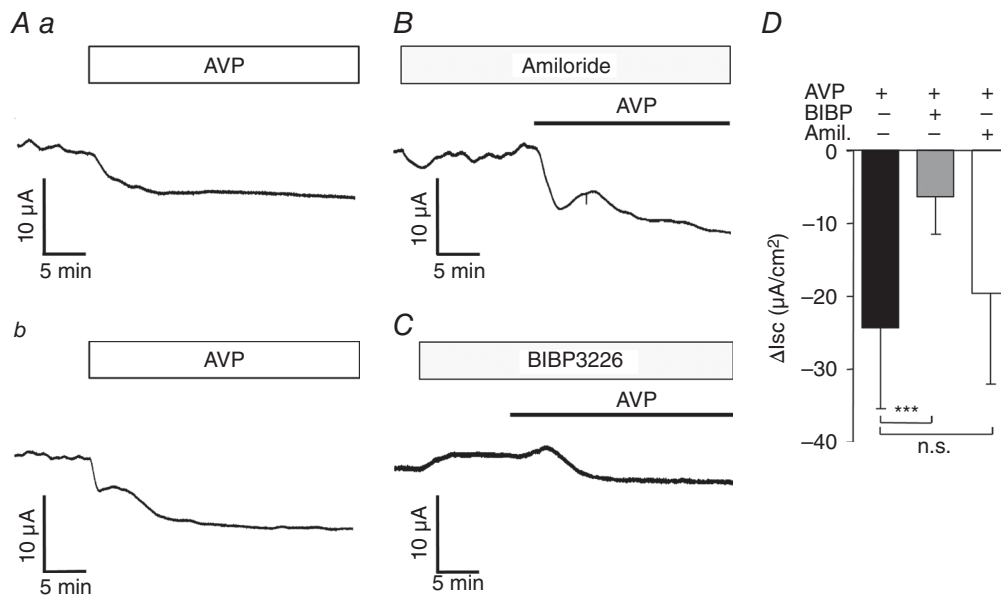 A a
AVP
10 µA
5 min
B
Amiloride
AVP
10 µA
5 min
b
AVP
10 µA
5 min
C
BIBP3226
AVP
10 µA
5 min
D
AVP + + +
BIBP – + –
Amil. – – +
0
−10
−20
−30
−40
ΔIsc (µA/cm²)
***
n.s.